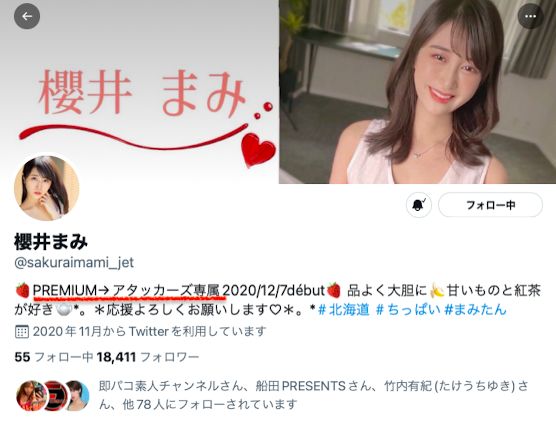 櫻井 まみ
フォロー中
櫻井まみ
@sakuraimami_jet
🍓PREMIUM→アタッカーズ専属2020/12/7début🍓 品よく大胆に🍌甘いものと紅茶
が好き🍚*。＊応援よろしくお願いします♡＊。*＃北海道 ＃ちっぱい #まみたん
2020年11月からTwitterを利用しています
55 フォロー中 18,411 フォロワー
即パコ素人チャンネルさん、船田PRESENTSさん、竹内有紀(たけうちゆき)さ
ん、他78人にフォローされています